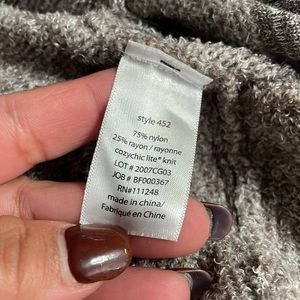 style 452
75% nylon
25% rayon / rayonne
cozychic lite® knit
LOT # 2007CG03
JOB # BF000367
RN#111248
made in china/
Fabriqué en Chine